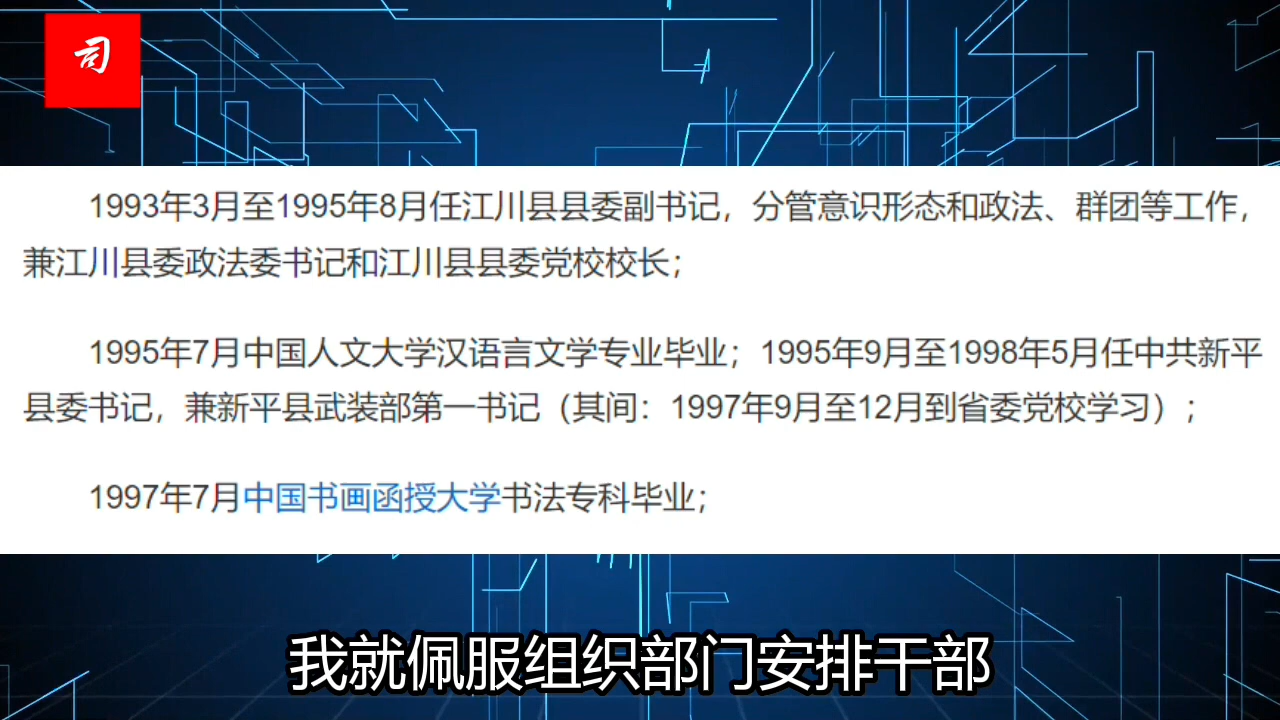 司
1993年3月至1995年8月任江川县县委副书记，分管意识形态和政法、群团等工作，
兼江川县委政法委书记和江川县县委党校校长；
1995年7月中国人文大学汉语言文学专业毕业；1995年9月至1998年5月任中共新平
县委书记，兼新平县武装部第一书记（其间：1997年9月至12月到省委党校学习）；
1997年7月中国书画函授大学书法专科毕业；
我就佩服组织部门安排干部